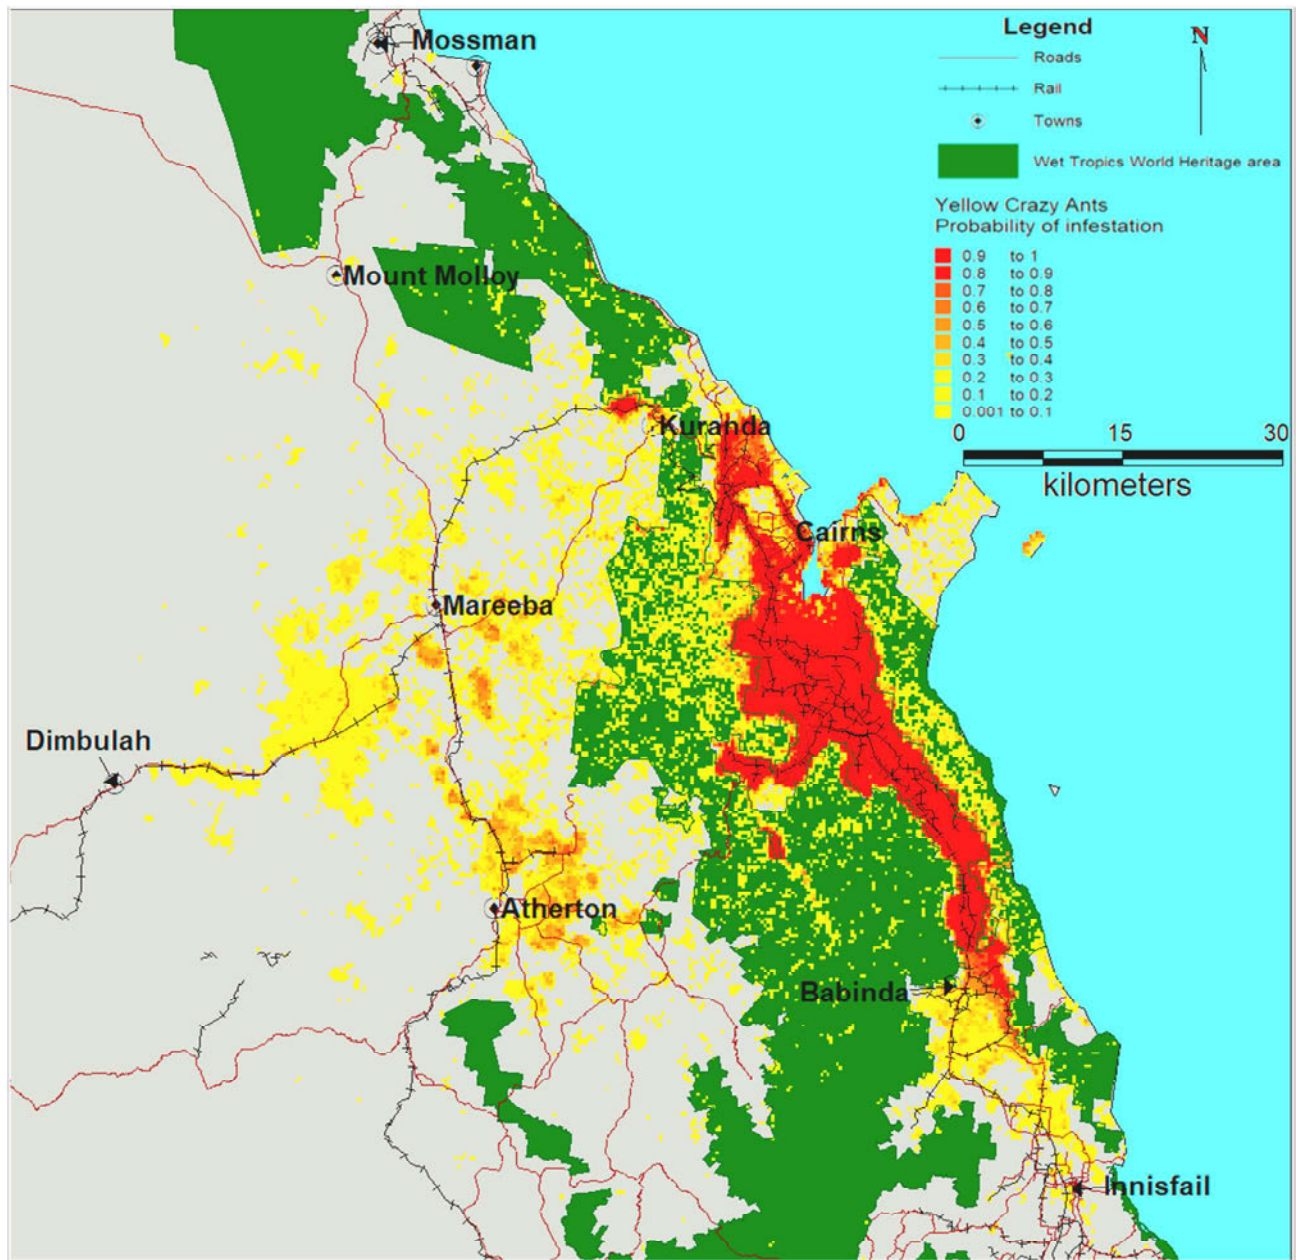 Mossman
Legend
N
Roads
Rail
Towns
Wet Tropics World Heritage area
Yellow Crazy Ants
Probability of infestation
0.9 to 1
0.8 to 0.9
0.7 to 0.8
0.6 to 0.7
0.5 to 0.6
0.4 to 0.5
0.3 to 0.4
0.2 to 0.3
0.1 to 0.2
0.001 to 0.1
Mount Molloy
Kuranda
0 15 30
kilometers
Cairns
Mareeba
Dimbulah
Atherton
Babinda
Innisfail